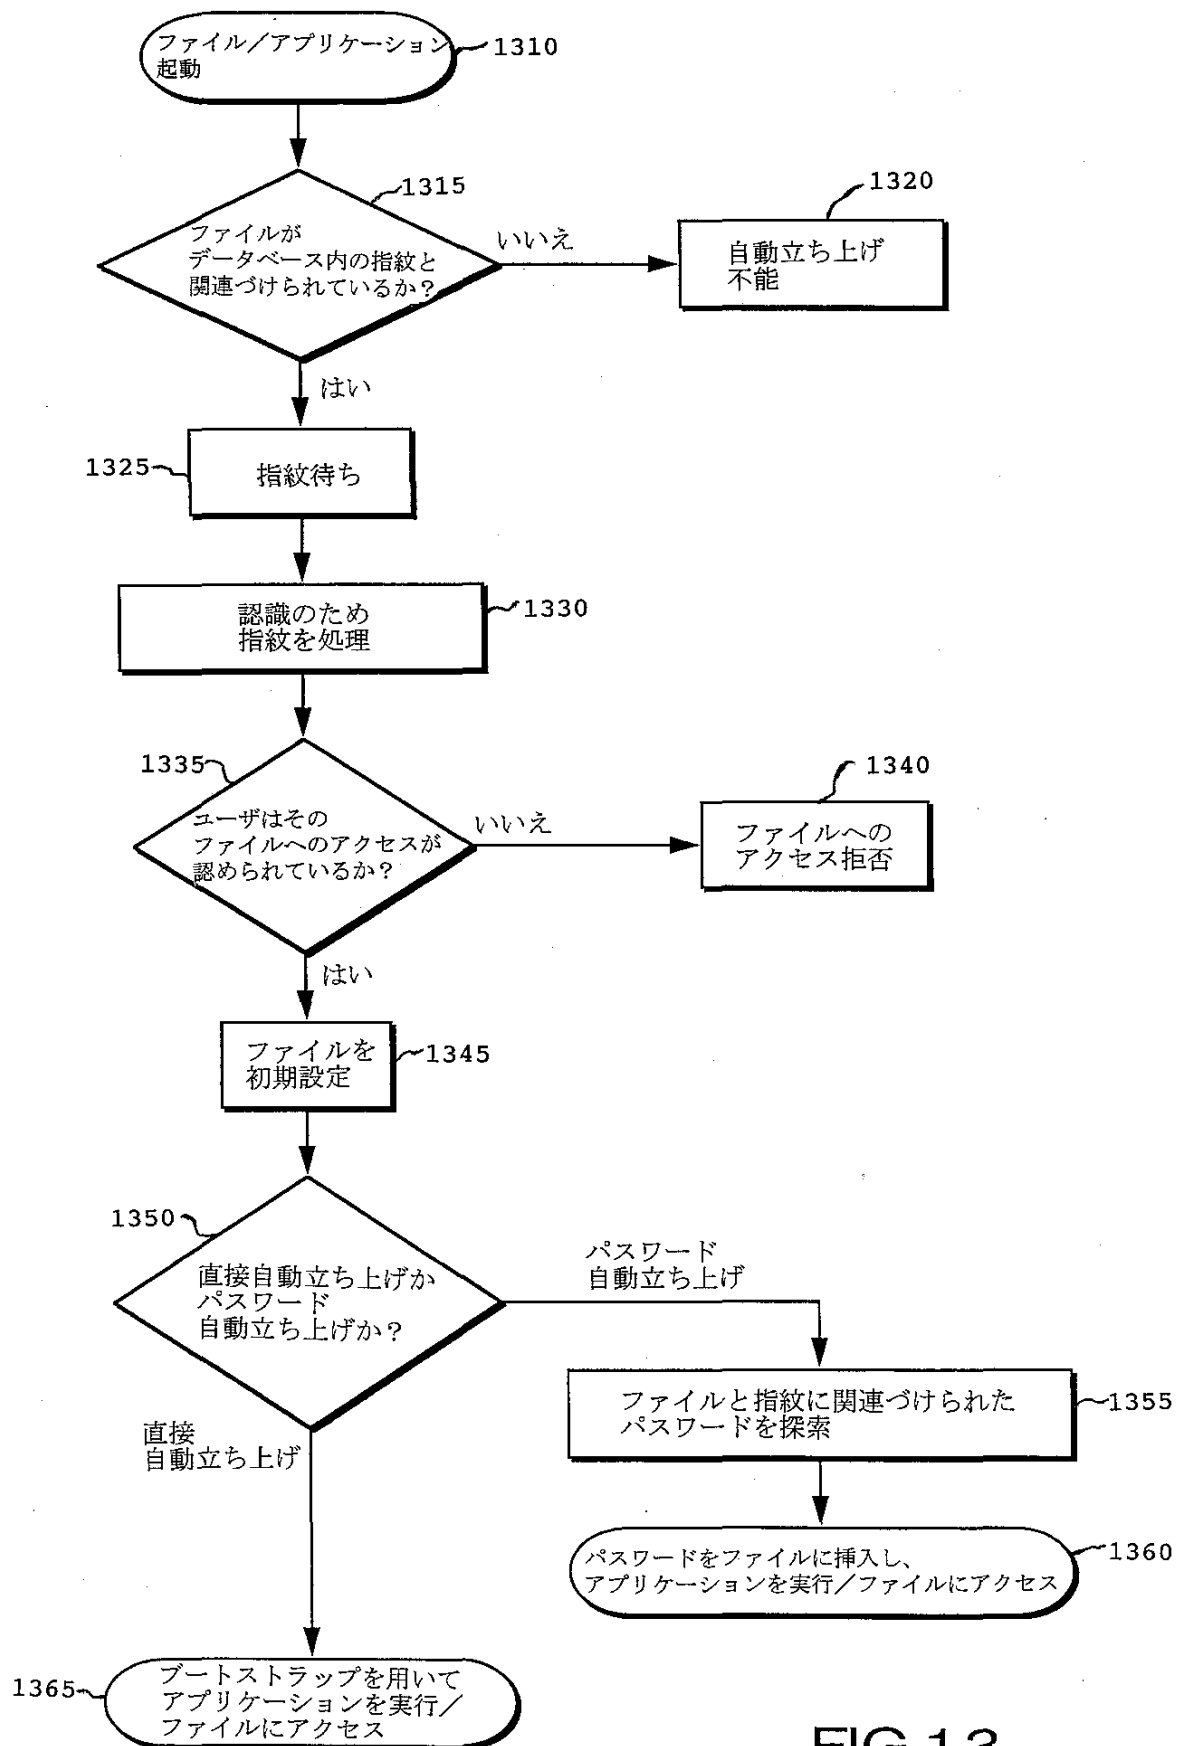 ファイル／アプリケーション
起動
1310
1315
ファイルが
データベース内の指紋と
関連づけられているか？
いいえ
1320
自動立ち上げ
不能
はい
1325
指紋待ち
認識のため
指紋を処理
1330
1335
ユーザはその
ファイルへのアクセスが
認められているか？
いいえ
1340
ファイルへの
アクセス拒否
はい
ファイルを
初期設定
1345
1350
直接自動立ち上げか
パスワード
自動立ち上げか？
パスワード
自動立ち上げ
直接
自動立ち上げ
ファイルと指紋に関連づけられた
パスワードを探索
1355
パスワードをファイルに挿入し、
アプリケーションを実行／ファイルにアクセス
1360
1365
ブートストラップを用いて
アプリケーションを実行／
ファイルにアクセス
FIG.13